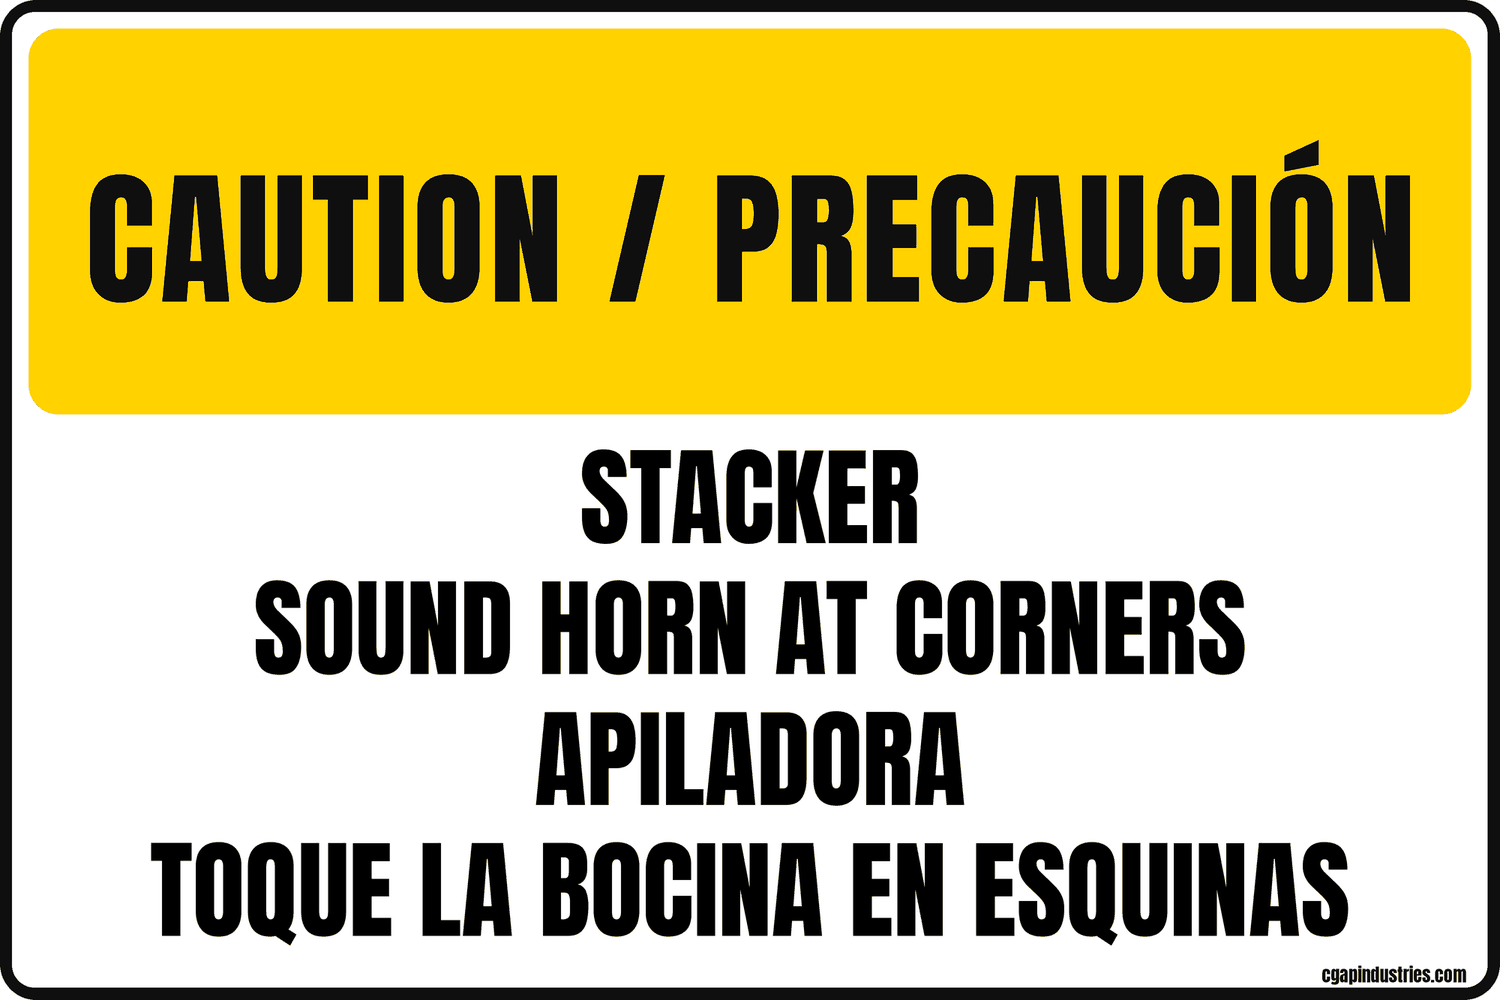 CAUTION / PRECAUCIÓN
STACKER
SOUND HORN AT CORNERS
APILADORA
TOQUE LA BOCINA EN ESQUINAS
cgapindustries.com